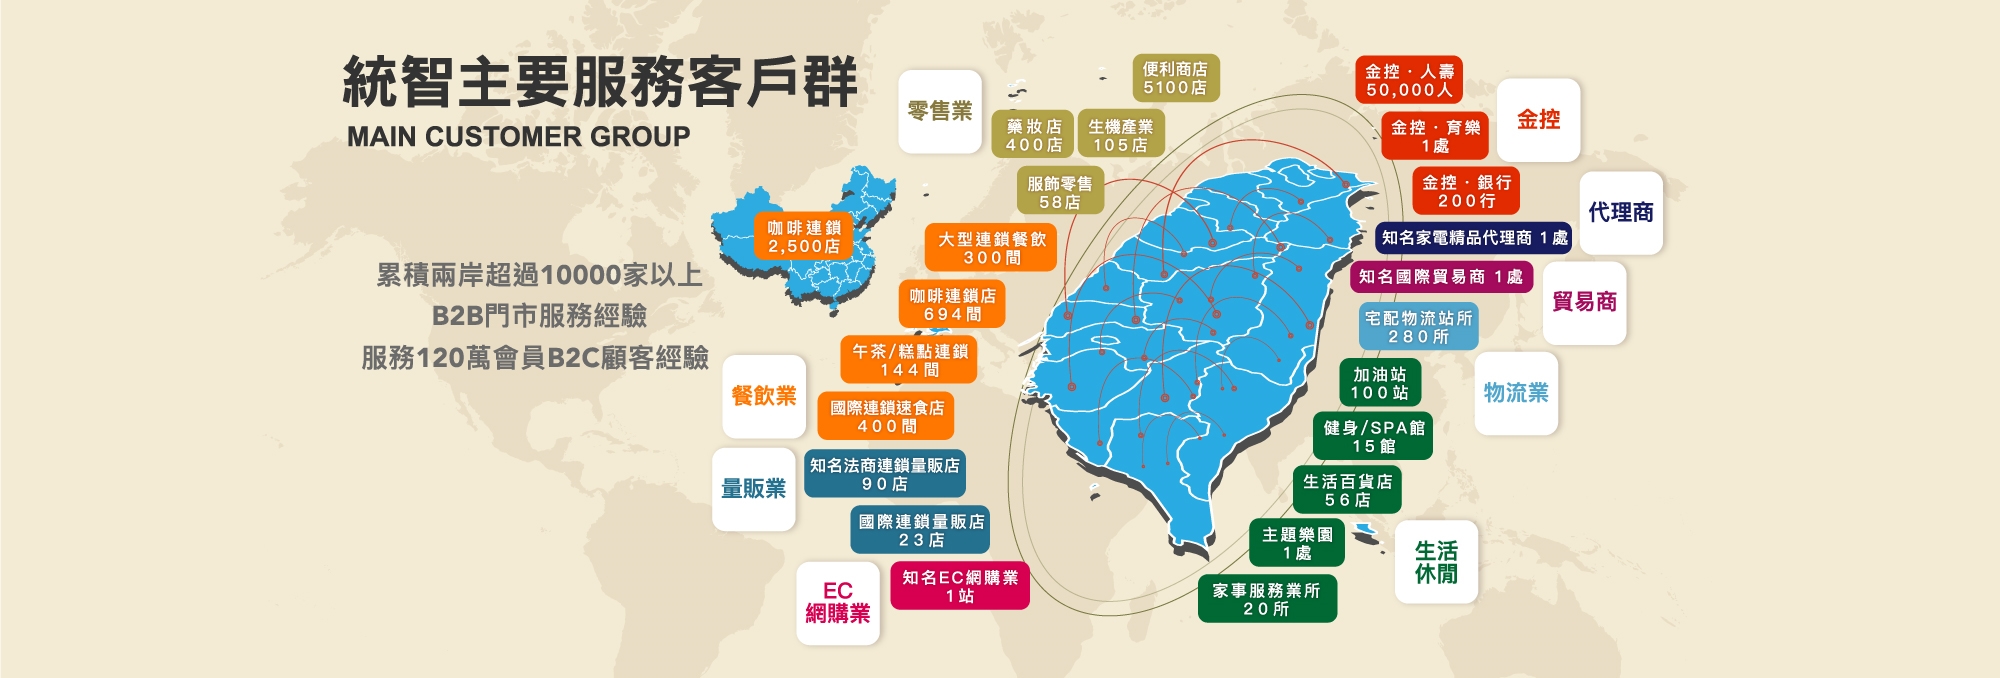 統智主要服務客戶群
MAIN CUSTOMER GROUP
累積兩岸超過10000家以上
B2B門市服務經驗
服務120萬會員B2C顧客經驗
咖啡連鎖
2,500店
零售業
便利商店
5100店
藥妝店
400店
生機產業
105店
服飾零售
58店
餐飲業
大型連鎖餐飲
300間
咖啡連鎖店
694間
午茶/糕點連鎖
144間
國際連鎖速食店
400間
量販業
知名法商連鎖量販店
90店
國際連鎖量販店
23店
EC
網購業
知名EC網購業
1站
金控
金控．人壽
50,000人
金控．育樂
1處
金控．銀行
200行
代理商
知名家電精品代理商 1處
貿易商
知名國際貿易商 1處
物流業
宅配物流站所
280所
生活
休閒
加油站
100站
健身/SPA館
15館
生活百貨店
56店
主題樂園
1處
家事服務業所
20所